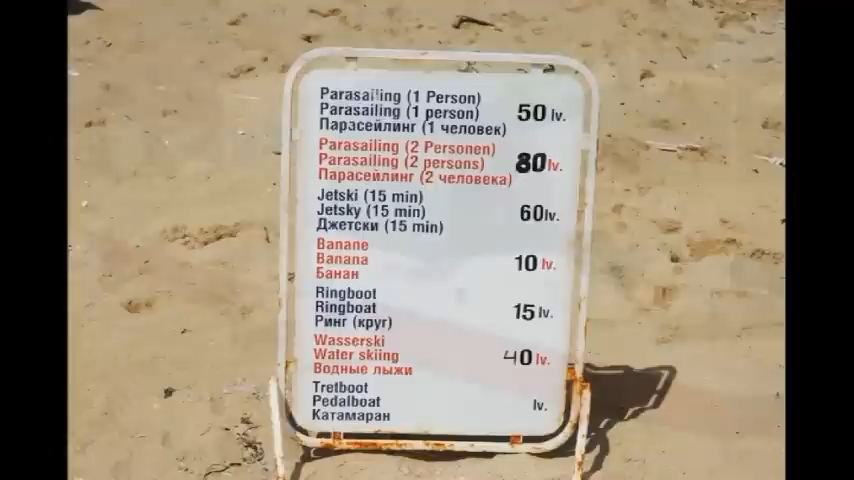 Parasailing (1 Person)
Parasailing (1 person) 50 lv.
Парасейлинг (1 человек)
Parasailing (2 Personen)
Parasailing (2 persons) 80 lv.
Парасейлинг (2 человека)
Jetski (15 min)
Jetsky (15 min) 60 lv.
Джетски (15 min)
Banane
Banana 10 lv.
Банан
Ringboot
Ringboat 15 lv.
Ринг (круг)
Wasserski
Water skiing 40 lv.
Водные лыжи
Tretboot
Pedalboat lv.
Катамаран